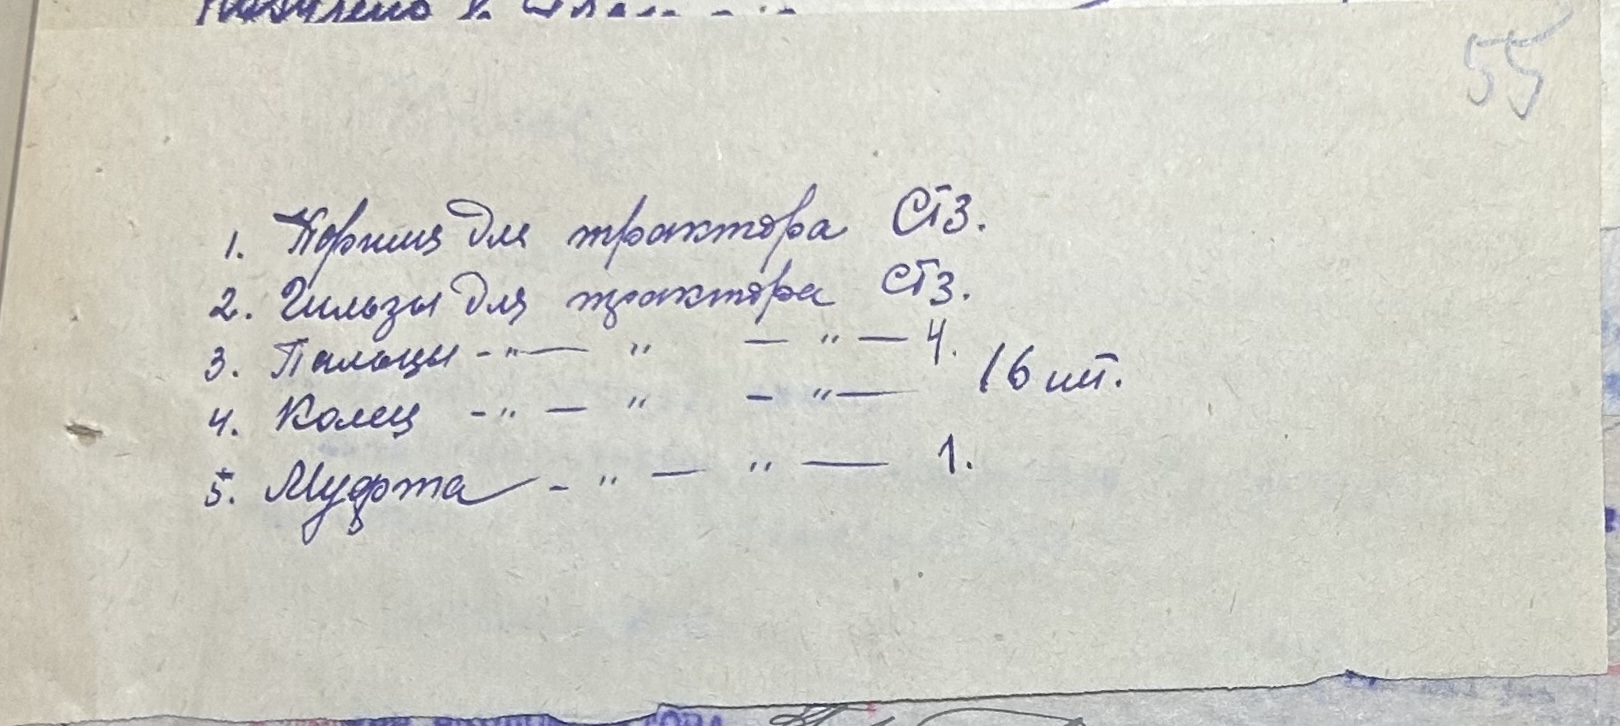 55
1. Поршня для трактора СТЗ.
2. Гильзы для трактора СТЗ.
3. Пальцы -"— " — " — 4.
4. Колец -" — " — "— 16 шт.
5. Муфта - " — " — 1.